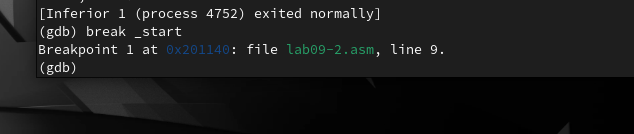 [Inferior 1 (process 4752) exited normally]
(gdb) break _start
Breakpoint 1 at 0x201140: file lab09-2.asm, line 9.
(gdb)